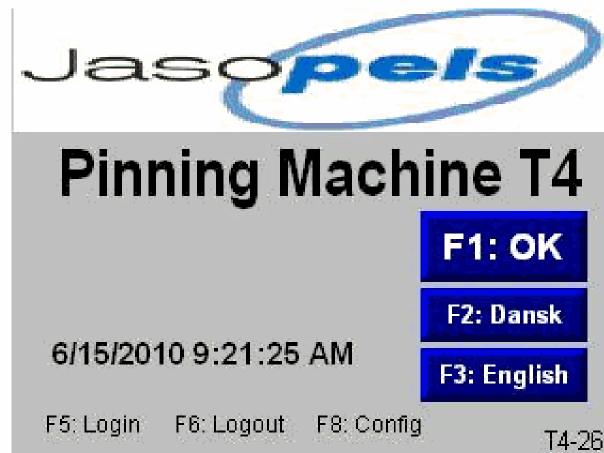 Jasopels
Pinning Machine T4
F1: OK
F2: Dansk
6/15/2010 9:21:25 AM
F3: English
F5: Login F6: Logout F8: Config
T4-26